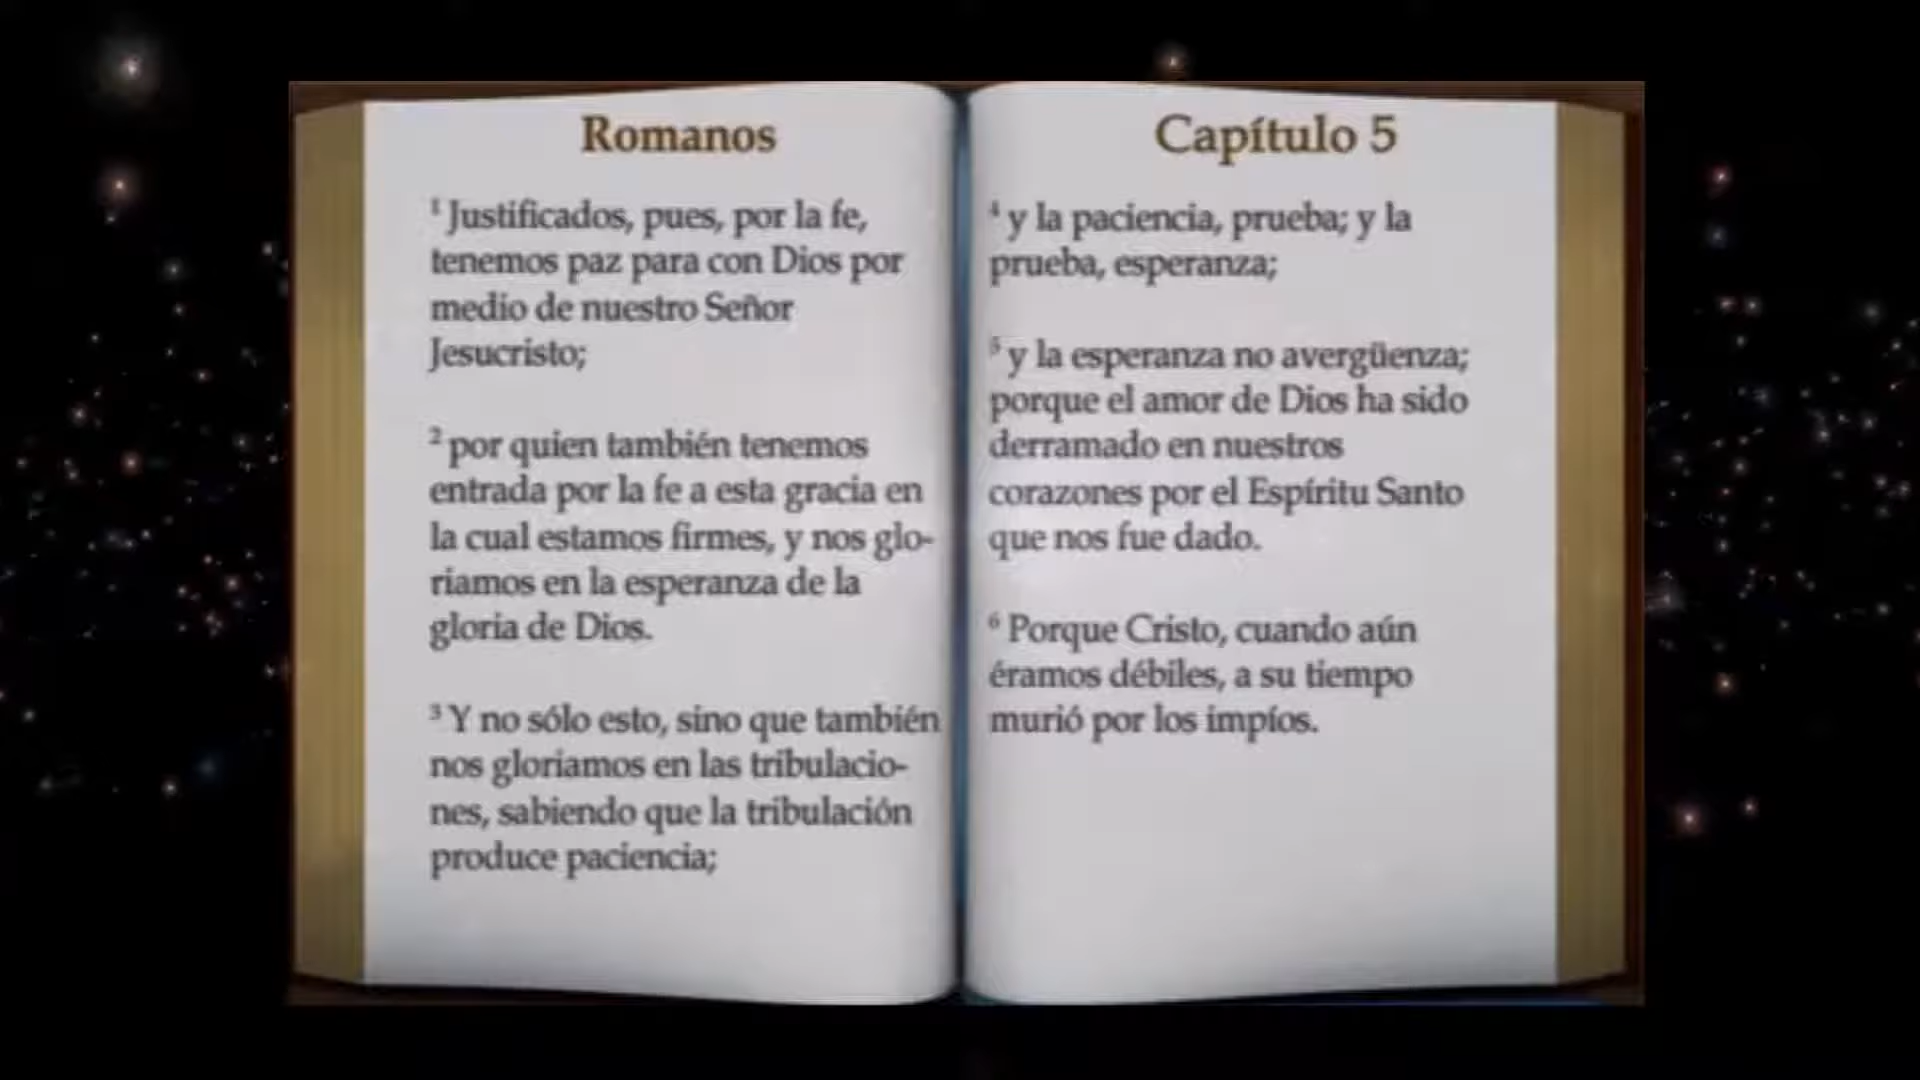 Romanos
¹ Justificados, pues, por la fe,
tenemos paz para con Dios por
medio de nuestro Señor
Jesucristo;
² por quien también tenemos
entrada por la fe a esta gracia en
la cual estamos firmes, y nos glo-
riamos en la esperanza de la
gloria de Dios.
³ Y no sólo esto, sino que también
nos gloriamos en las tribulacio-
nes, sabiendo que la tribulación
produce paciencia;
Capítulo 5
⁴ y la paciencia, prueba; y la
prueba, esperanza;
⁵ y la esperanza no avergüenza;
porque el amor de Dios ha sido
derramado en nuestros
corazones por el Espíritu Santo
que nos fue dado.
⁶ Porque Cristo, cuando aún
éramos débiles, a su tiempo
murió por los impíos.